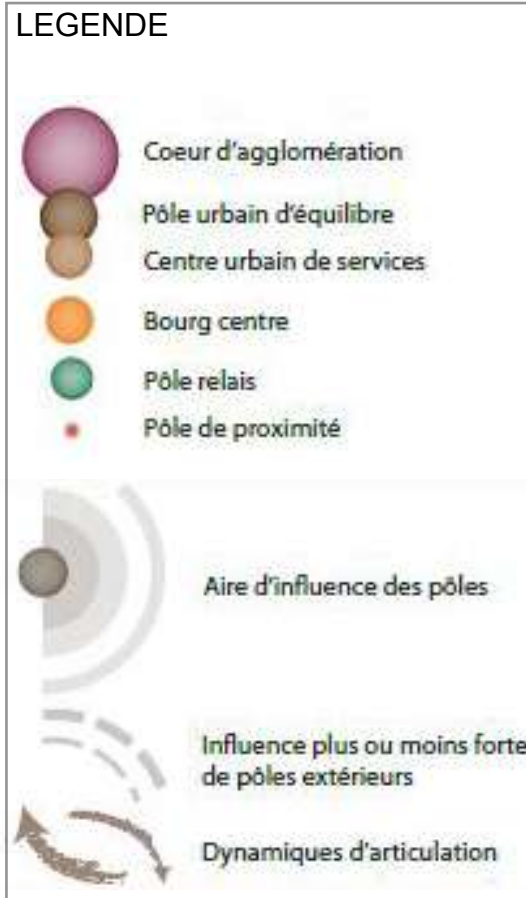 LEGENDE
Coeur d'agglomération
Pôle urbain d'équilibre
Centre urbain de services
Bourg centre
Pôle relais
Pôle de proximité
Aire d'influence des pôles
Influence plus ou moins forte
de pôles extérieurs
Dynamiques d'articulation